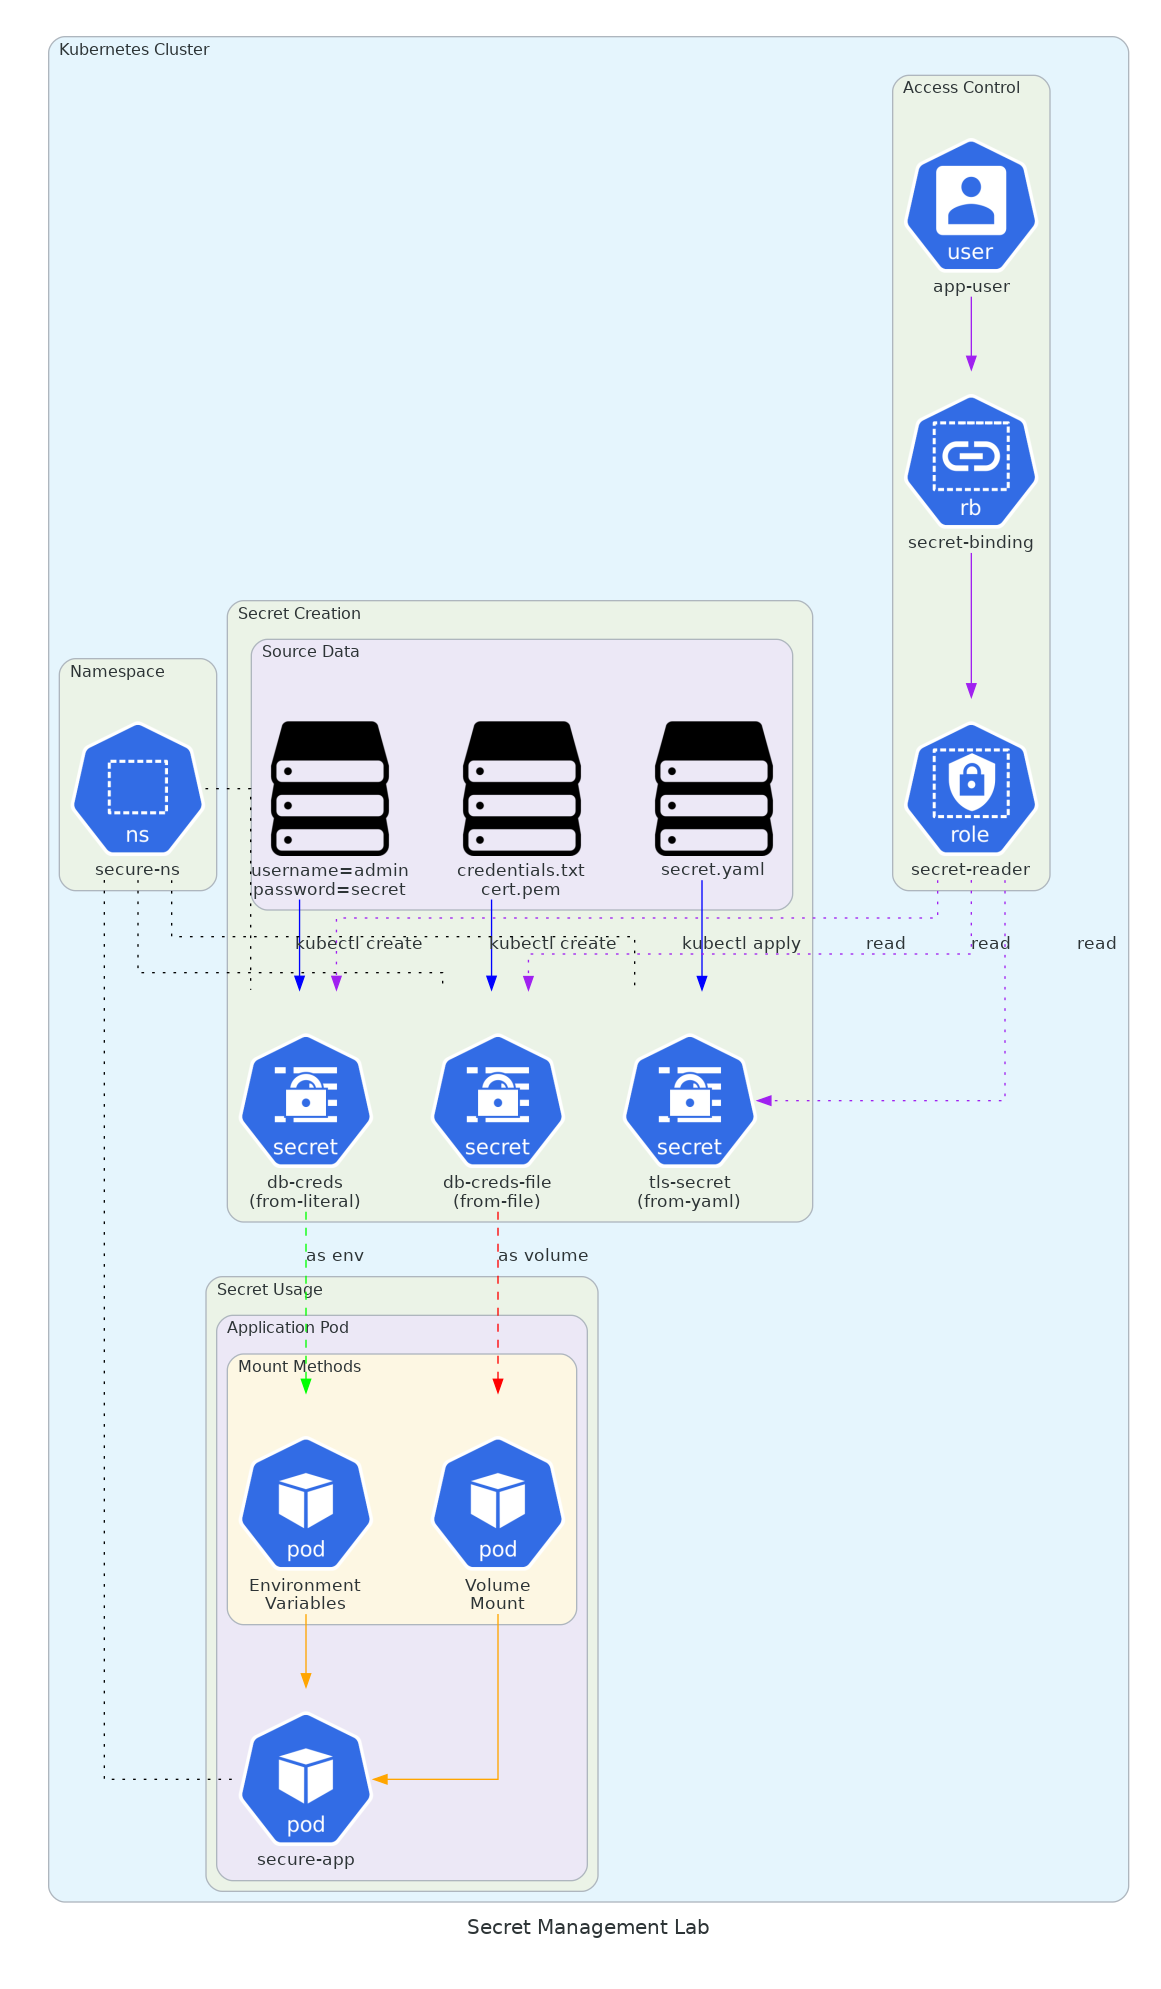 Kubernetes Cluster
Access Control
user
app-user
rb
secret-binding
Secret Creation
Source Data
Namespace
ns
secure-ns
username=admin
password=secret
credentials.txt
cert.pem
secret.yaml
role
secret-reader
kubectl create
kubectl create
kubectl apply
read
read
read
secret
db-creds
(from-literal)
secret
db-creds-file
(from-file)
secret
tls-secret
(from-yaml)
as env
as volume
Secret Usage
Application Pod
Mount Methods
pod
Environment
Variables
pod
Volume
Mount
pod
secure-app
Secret Management Lab